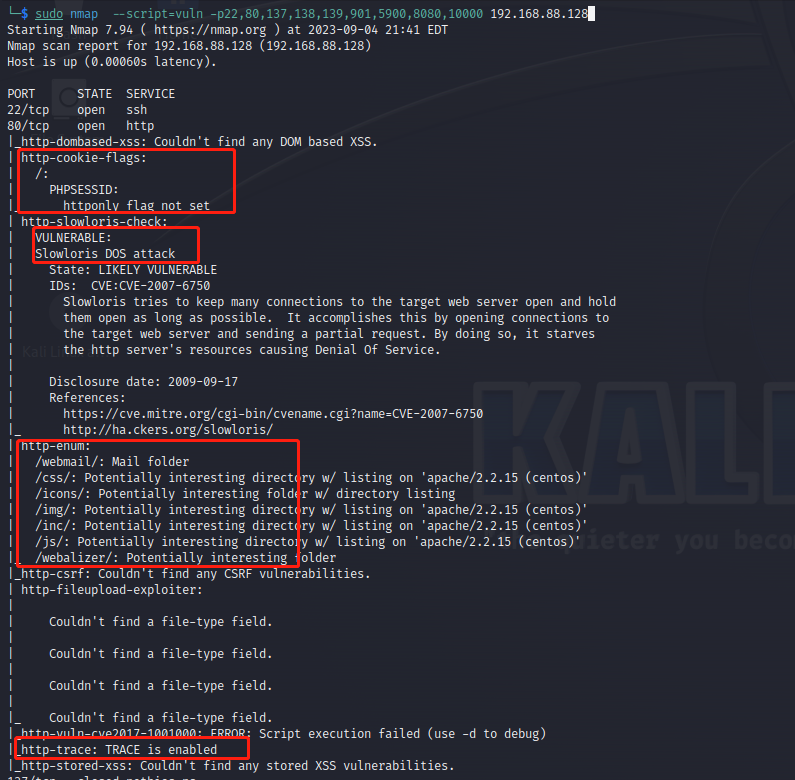 └─$ sudo nmap --script=vuln -p22,80,137,138,139,901,5900,8080,10000 192.168.88.128
Starting Nmap 7.94 ( https://nmap.org ) at 2023-09-04 21:41 EDT
Nmap scan report for 192.168.88.128 (192.168.88.128)
Host is up (0.00060s latency).
PORT STATE SERVICE
22/tcp open ssh
80/tcp open http
|_http-dombased-xss: Couldn't find any DOM based XSS.
| http-cookie-flags:
| /:
| PHPSESSID:
|_ httponly flag not set
| http-slowloris-check:
| VULNERABLE:
| Slowloris DOS attack
| State: LIKELY VULNERABLE
| IDs: CVE:CVE-2007-6750
| Slowloris tries to keep many connections to the target web server open and hold
| them open as long as possible. It accomplishes this by opening connections to
| the target web server and sending a partial request. By doing so, it starves
| the http server's resources causing Denial Of Service.
|
| Disclosure date: 2009-09-17
| References:
| https://cve.mitre.org/cgi-bin/cvename.cgi?name=CVE-2007-6750
|_ http://ha.ckers.org/slowloris/
| http-enum:
| /webmail/: Mail folder
| /css/: Potentially interesting directory w/ listing on 'apache/2.2.15 (centos)'
| /icons/: Potentially interesting folder w/ directory listing
| /img/: Potentially interesting directory w/ listing on 'apache/2.2.15 (centos)'
| /inc/: Potentially interesting directory w/ listing on 'apache/2.2.15 (centos)'
| /js/: Potentially interesting directory w/ listing on 'apache/2.2.15 (centos)'
|_ /webalizer/: Potentially interesting folder
|_http-csrf: Couldn't find any CSRF vulnerabilities.
| http-fileupload-exploiter:
|
| Couldn't find a file-type field.
|
| Couldn't find a file-type field.
|
| Couldn't find a file-type field.
|
|_ Couldn't find a file-type field.
|_http-vuln-cve2017-1001000: ERROR: Script execution failed (use -d to debug)
|_http-trace: TRACE is enabled
|_http-stored-xss: Couldn't find any stored XSS vulnerabilities.
137/tcp closed netbios-ns
KAL
you beco